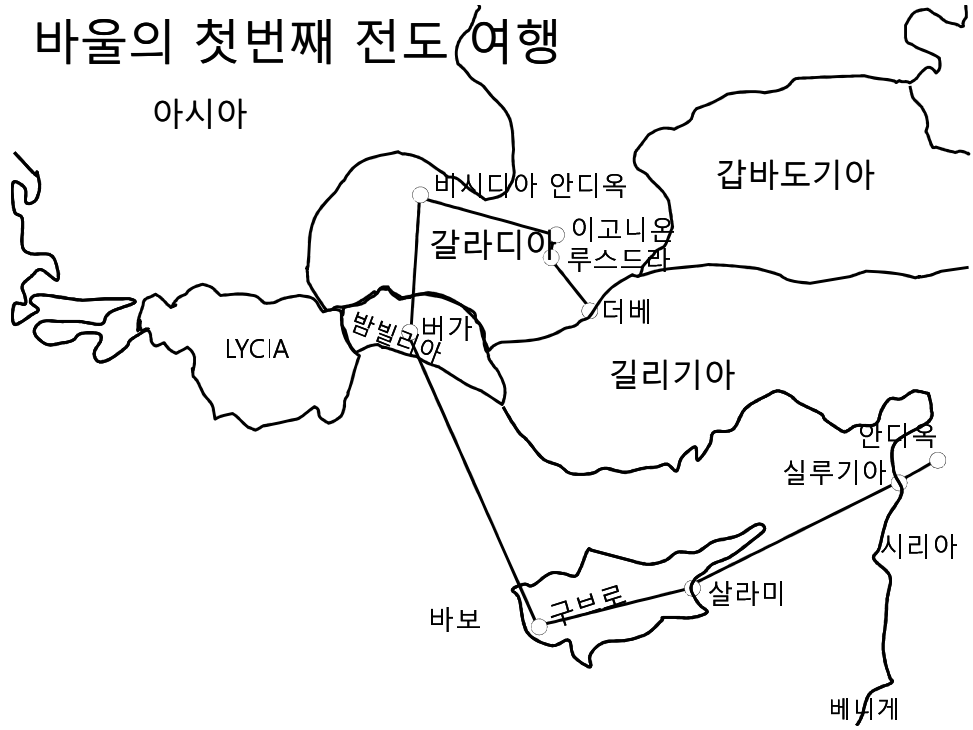 바울의 첫번째 전도 여행
아시아
갑바도기아
비시디아 안디옥
이고니온
갈라디아
루스드라
더베
밤빌리아
버가
LYCIA
길리기아
안디옥
실루기아
시리아
구브로
살라미
바보
베니게